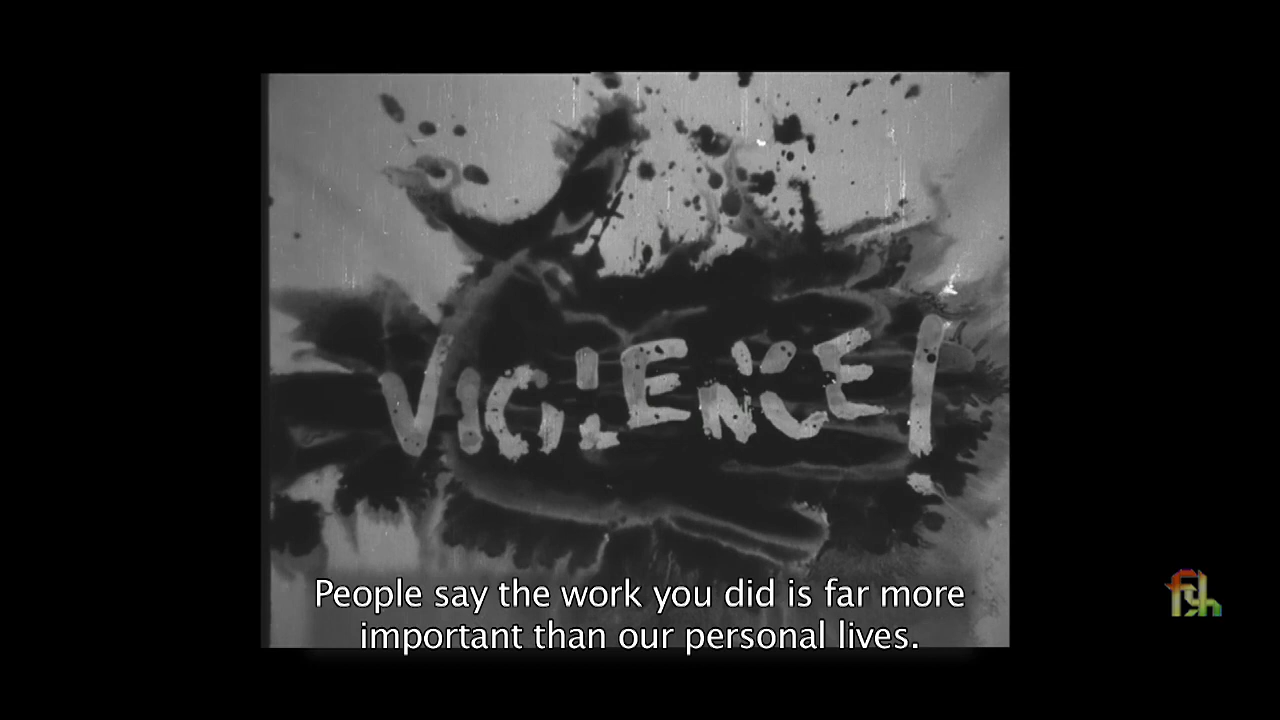 VIOLENCE!
People say the work you did is far more
important than our personal lives.